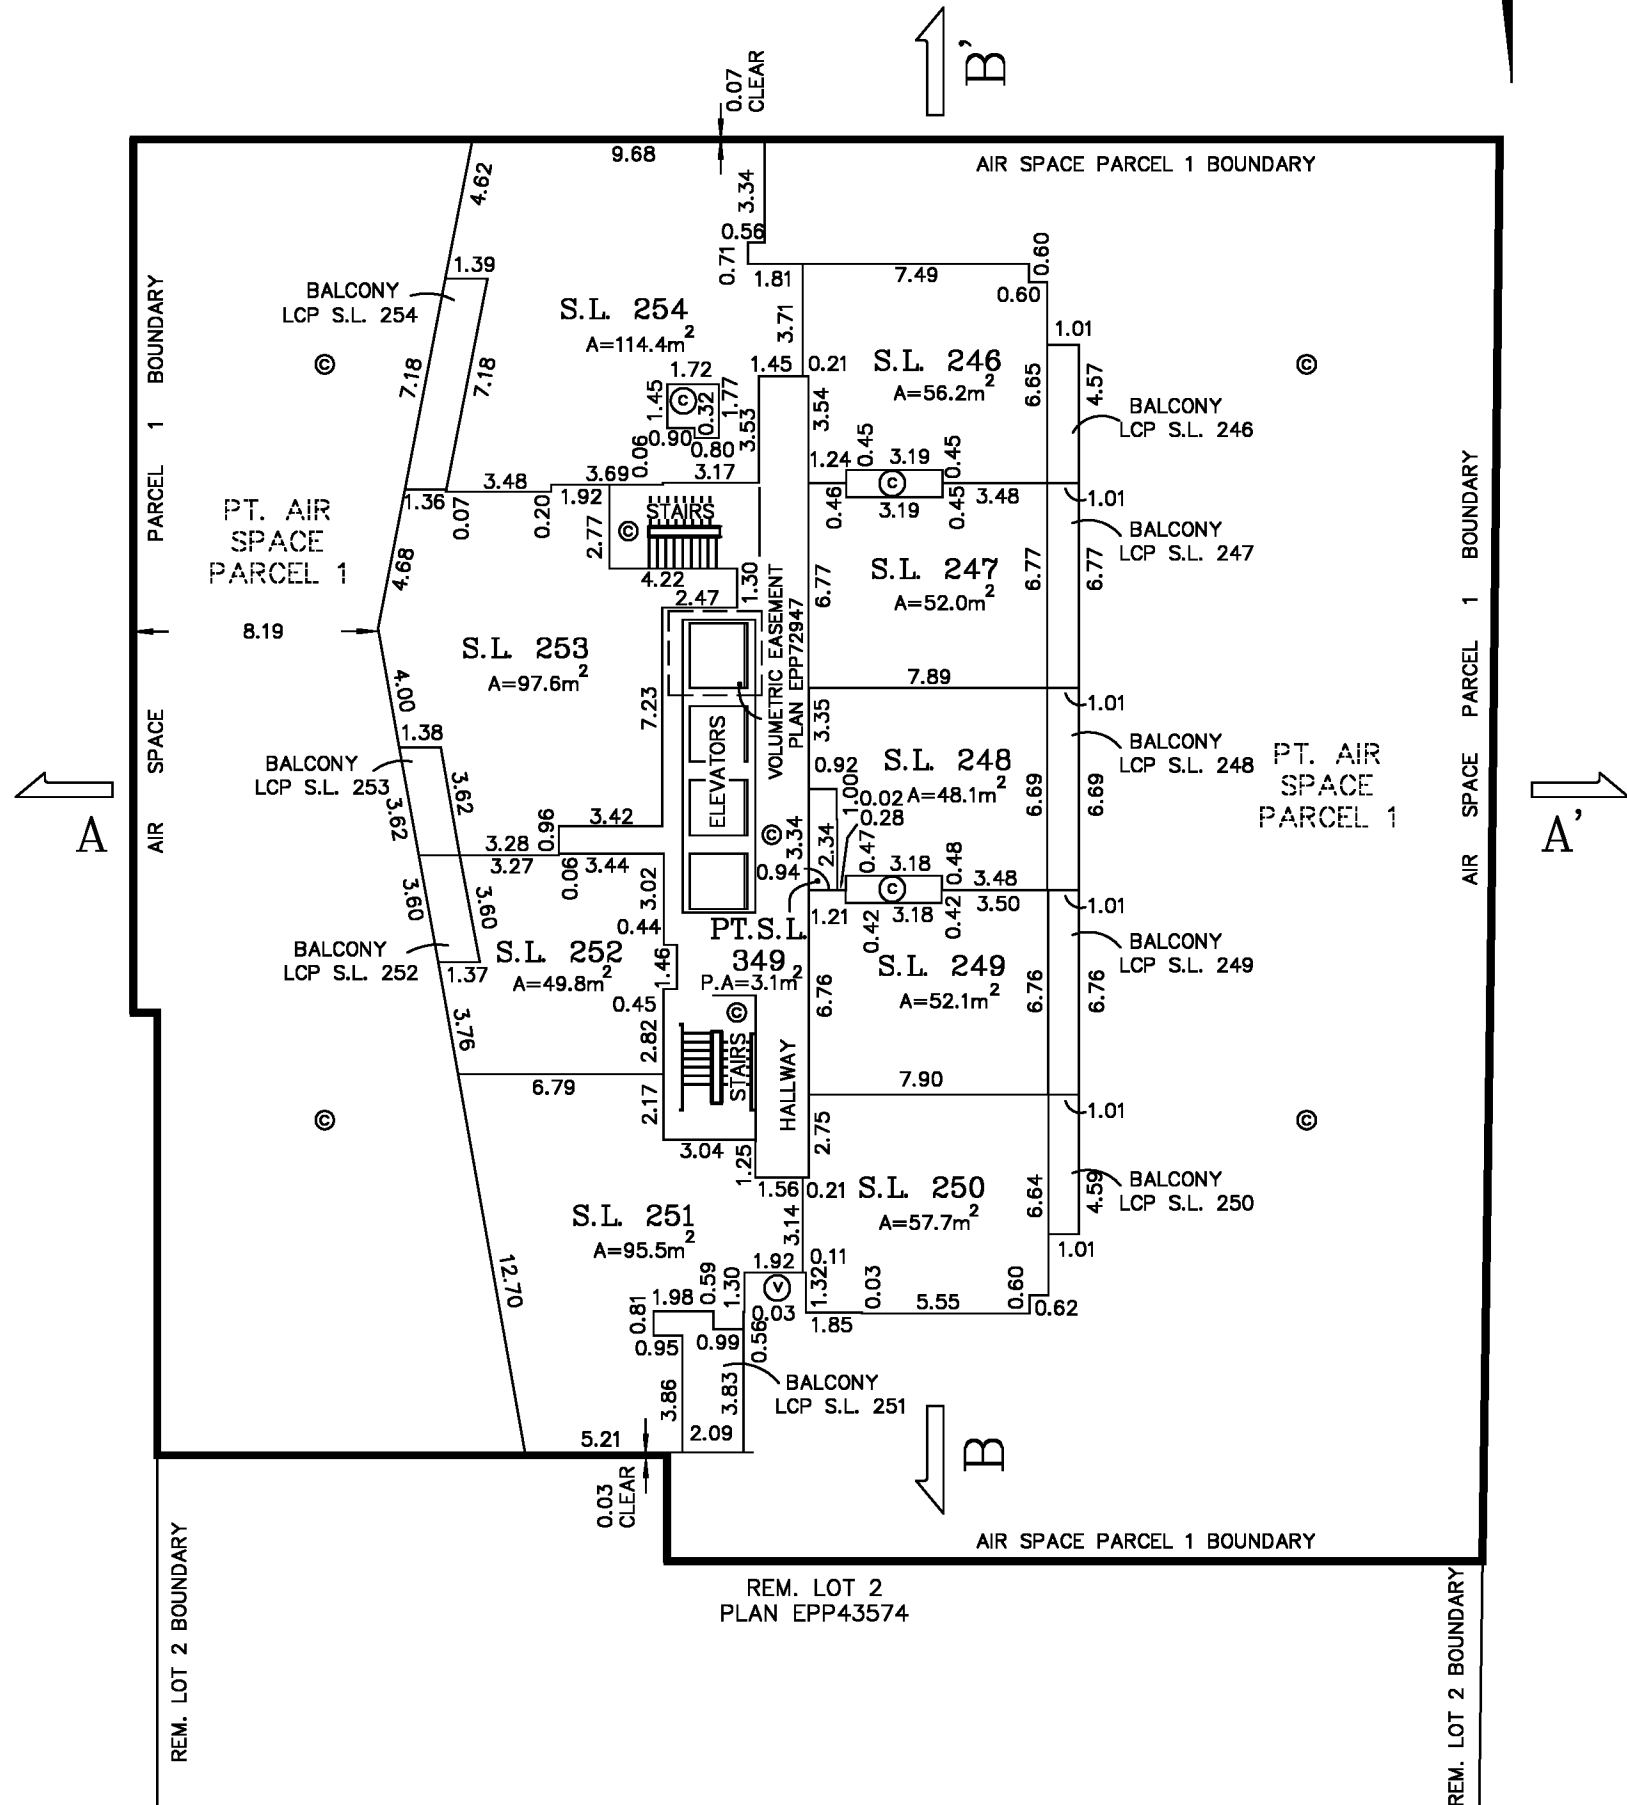 B'
0.07
CLEAR
9.68
AIR SPACE PARCEL 1 BOUNDARY
4.62
3.34
0.56
0.71
0.60
1.39
1.81
7.49
0.60
BALCONY
LCP S.L. 254
S.L. 254
A=114.4m²
3.71
1.01
AIR SPACE PARCEL 1 BOUNDARY
©
7.18
7.18
1.72
1.45
0.21
S.L. 246
A=56.2m²
6.65
4.57
©
1.45
©
0.32
1.77
3.53
3.54
BALCONY
LCP S.L. 246
0.90
0.80
0.06
0.45
0.45
3.48
3.69
3.17
1.24
3.19
©
3.48
1.36
0.07
0.20
1.92
0.46
3.19
0.45
1.01
PT. AIR
SPACE
PARCEL 1
STAIRS
©
2.77
BALCONY
LCP S.L. 247
4.68
4.22
1.30
2.47
S.L. 247
A=52.0m²
6.77
6.77
6.77
8.19
VOLUMETRIC EASEMENT
PLAN EPP72947
S.L. 253
A=97.6m²
7.89
4.00
7.23
3.35
1.01
1.38
BALCONY
LCP S.L. 253
ELEVATORS
BALCONY
LCP S.L. 248
S.L. 248
A=48.1m²
PT. AIR
SPACE
PARCEL 1
AIR SPACE PARCEL 1 BOUNDARY
A
A'
3.62
3.62
0.92
1.00
0.02
0.28
6.69
6.69
3.42
0.96
©
3.34
2.34
0.47
3.28
3.27
0.06
3.44
0.94
3.18
0.48
3.48
©
3.60
3.60
3.02
1.21
0.42
3.18
0.42
3.50
1.01
0.44
PT.S.L.
349
P.A=3.1m²
BALCONY
LCP S.L. 252
1.37
S.L. 252
A=49.8m²
1.46
S.L. 249
A=52.1m²
BALCONY
LCP S.L. 249
0.45
©
6.76
6.76
6.76
3.76
2.82
STAIRS
HALLWAY
6.79
2.17
7.90
©
2.75
1.01
©
3.04
1.25
1.56
0.21
S.L. 250
A=57.7m²
6.64
4.59
BALCONY
LCP S.L. 250
S.L. 251
A=95.5m²
3.14
1.01
12.70
1.92
0.11
0.59
1.30
V
1.32
0.03
0.60
1.98
0.81
0.03
5.55
0.62
1.85
0.95
0.99
0.56
3.86
3.83
BALCONY
LCP S.L. 251
5.21
2.09
B
0.03
CLEAR
AIR SPACE PARCEL 1 BOUNDARY
REM. LOT 2
PLAN EPP43574
REM. LOT 2 BOUNDARY
REM. LOT 2 BOUNDARY